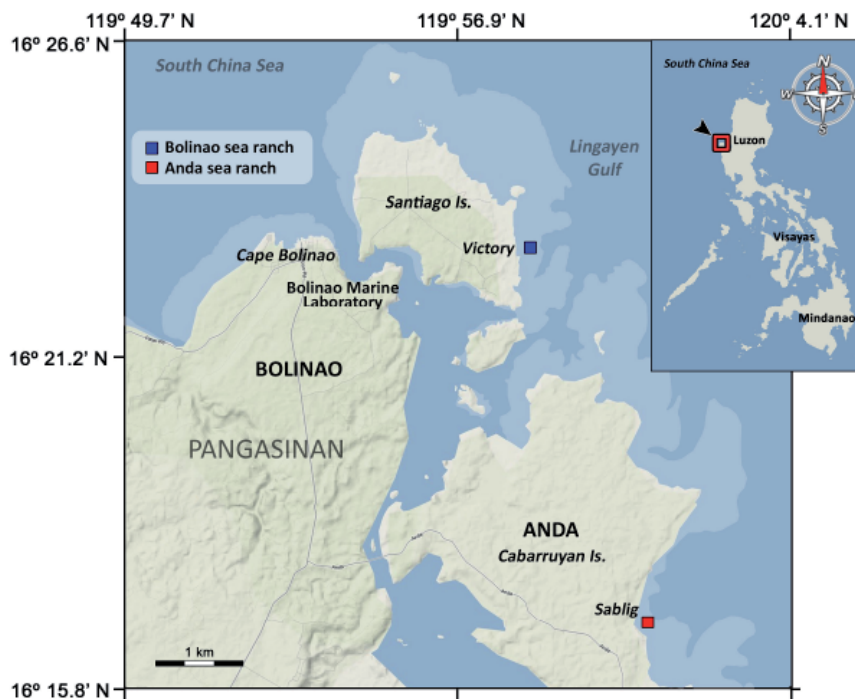 119º 49.7’ N
119º 56.9’ N
120º 4.1’ N
16º 26.6’ N
South China Sea
South China Sea
N
W
S
Luzon
Bolinao sea ranch
Anda sea ranch
Lingayen
Gulf
Santiago Is.
Victory
Visayas
Cape Bolinao
Bolinao Marine
Laboratory
Mindanao
16º 21.2’ N
BOLINAO
PANGASINAN
ANDA
Cabarruyan Is.
Sablig
1 km
16º 15.8’ N